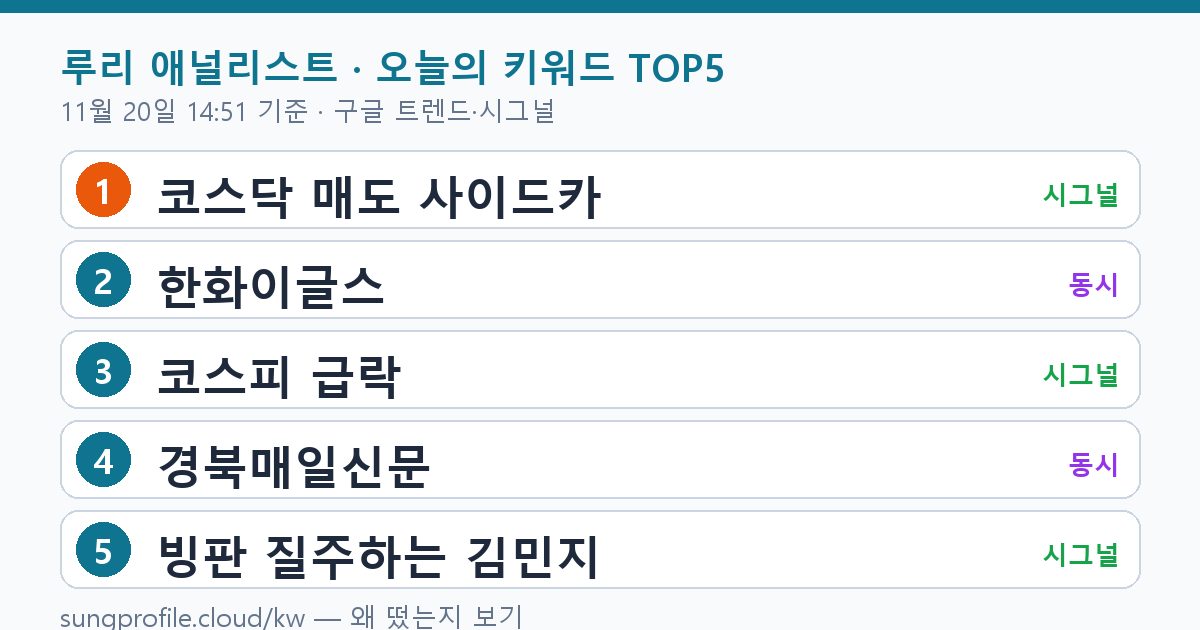 루리 애널리스트 · 오늘의 키워드 TOP5
11월 20일 14:51 기준 · 구글 트렌드·시그널
1 코스닥 매도 사이드카 시그널
2 한화이글스 동시
3 코스피 급락 시그널
4 경북매일신문 동시
5 빙판 질주하는 김민지 시그널
sungprofile.cloud/kw — 왜 떴는지 보기